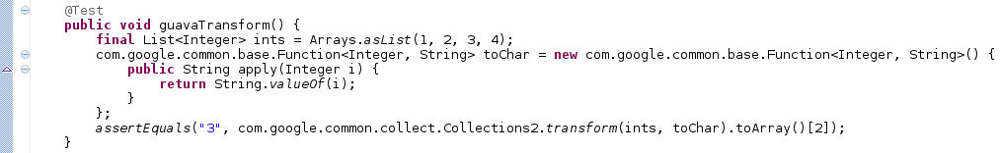 @Test
public void guavaTransform() {
final List<Integer> ints = Arrays.asList(1, 2, 3, 4);
com.google.common.base.Function<Integer, String> toChar = new com.google.common.base.Function<Integer, String>() {
public String apply(Integer i) {
return String.valueOf(i);
}
};
assertEquals("3", com.google.common.collect.Collections2.transform(ints, toChar).toArray()[2]);
}